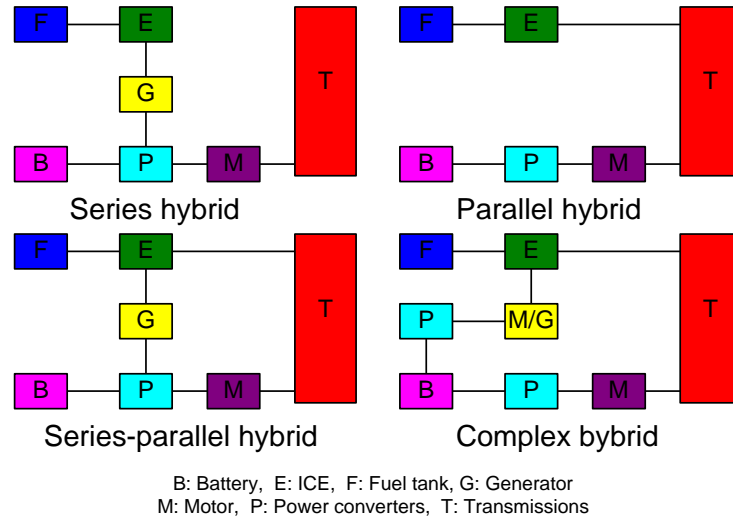 F E T
G
B P M
Series hybrid
F E T
B P M
Parallel hybrid
F E T
G
B P M
Series-parallel hybrid
F E T
P M/G
B P M
Complex bybrid
B: Battery, E: ICE, F: Fuel tank, G: Generator
M: Motor, P: Power converters, T: Transmissions